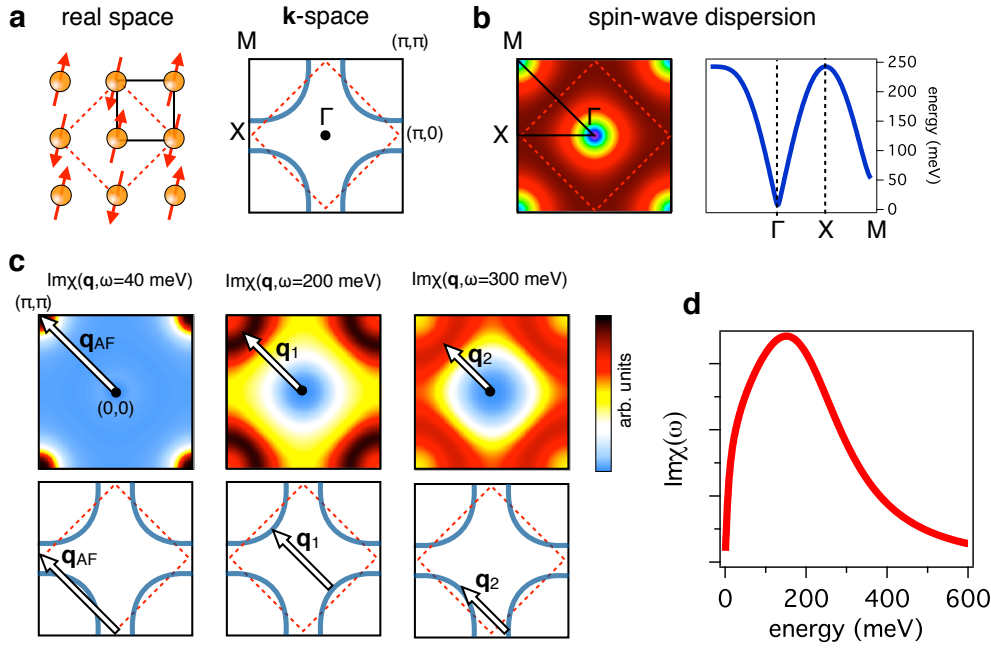 a real space k-space b spin-wave dispersion
M (π,π) M
Γ Γ
X (π,0) X
250
200
150
100
50
0
energy (meV)
Γ X M
c
Imχ(q,ω=40 meV) Imχ(q,ω=200 meV) Imχ(q,ω=300 meV)
(π,π)
qAF q1 q2
(0,0)
arb. units
qAF q1 q2
d
Imχ(ω)
0 200 400 600
energy (meV)